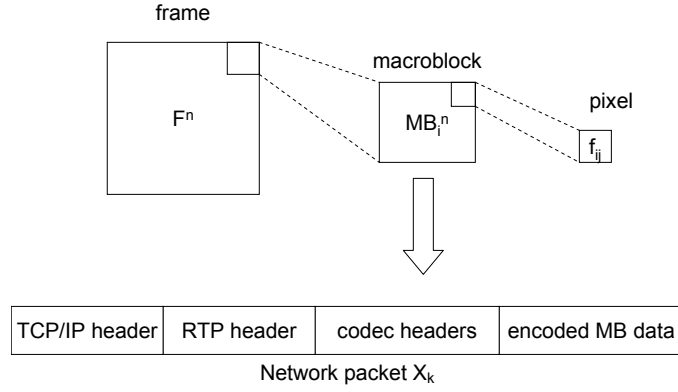 frame
macroblock
pixel
Fⁿ
MBᵢⁿ
fᵢⱼ
TCP/IP header RTP header codec headers encoded MB data
Network packet Xₖ